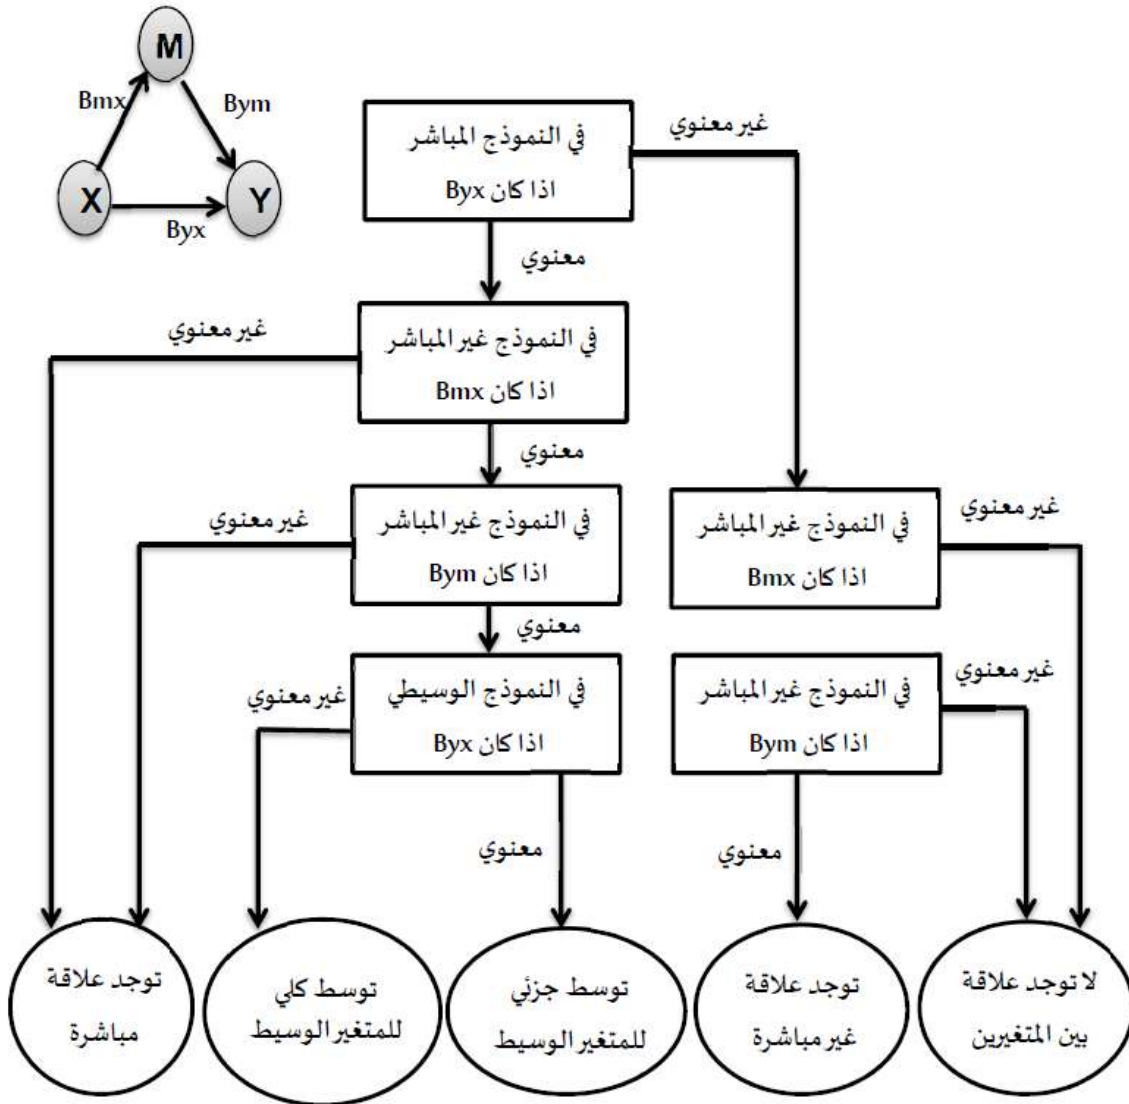 M
Bmx
Bym
X
Y
Byx
في النموذج المباشر
اذا كان Byx
غير معنوي
معنوي
في النموذج غير المباشر
اذا كان Bmx
غير معنوي
معنوي
في النموذج غير المباشر
اذا كان Bym
غير معنوي
في النموذج غير المباشر
اذا كان Bmx
غير معنوي
معنوي
في النموذج الوسيطي
اذا كان Byx
غير معنوي
في النموذج غير المباشر
اذا كان Bym
غير معنوي
معنوي
معنوي
توجد علاقة
مباشرة
توسط كلي
للمتغير الوسيط
توسط جزئي
للمتغير الوسيط
توجد علاقة
غير مباشرة
لا توجد علاقة
بين المتغيرين